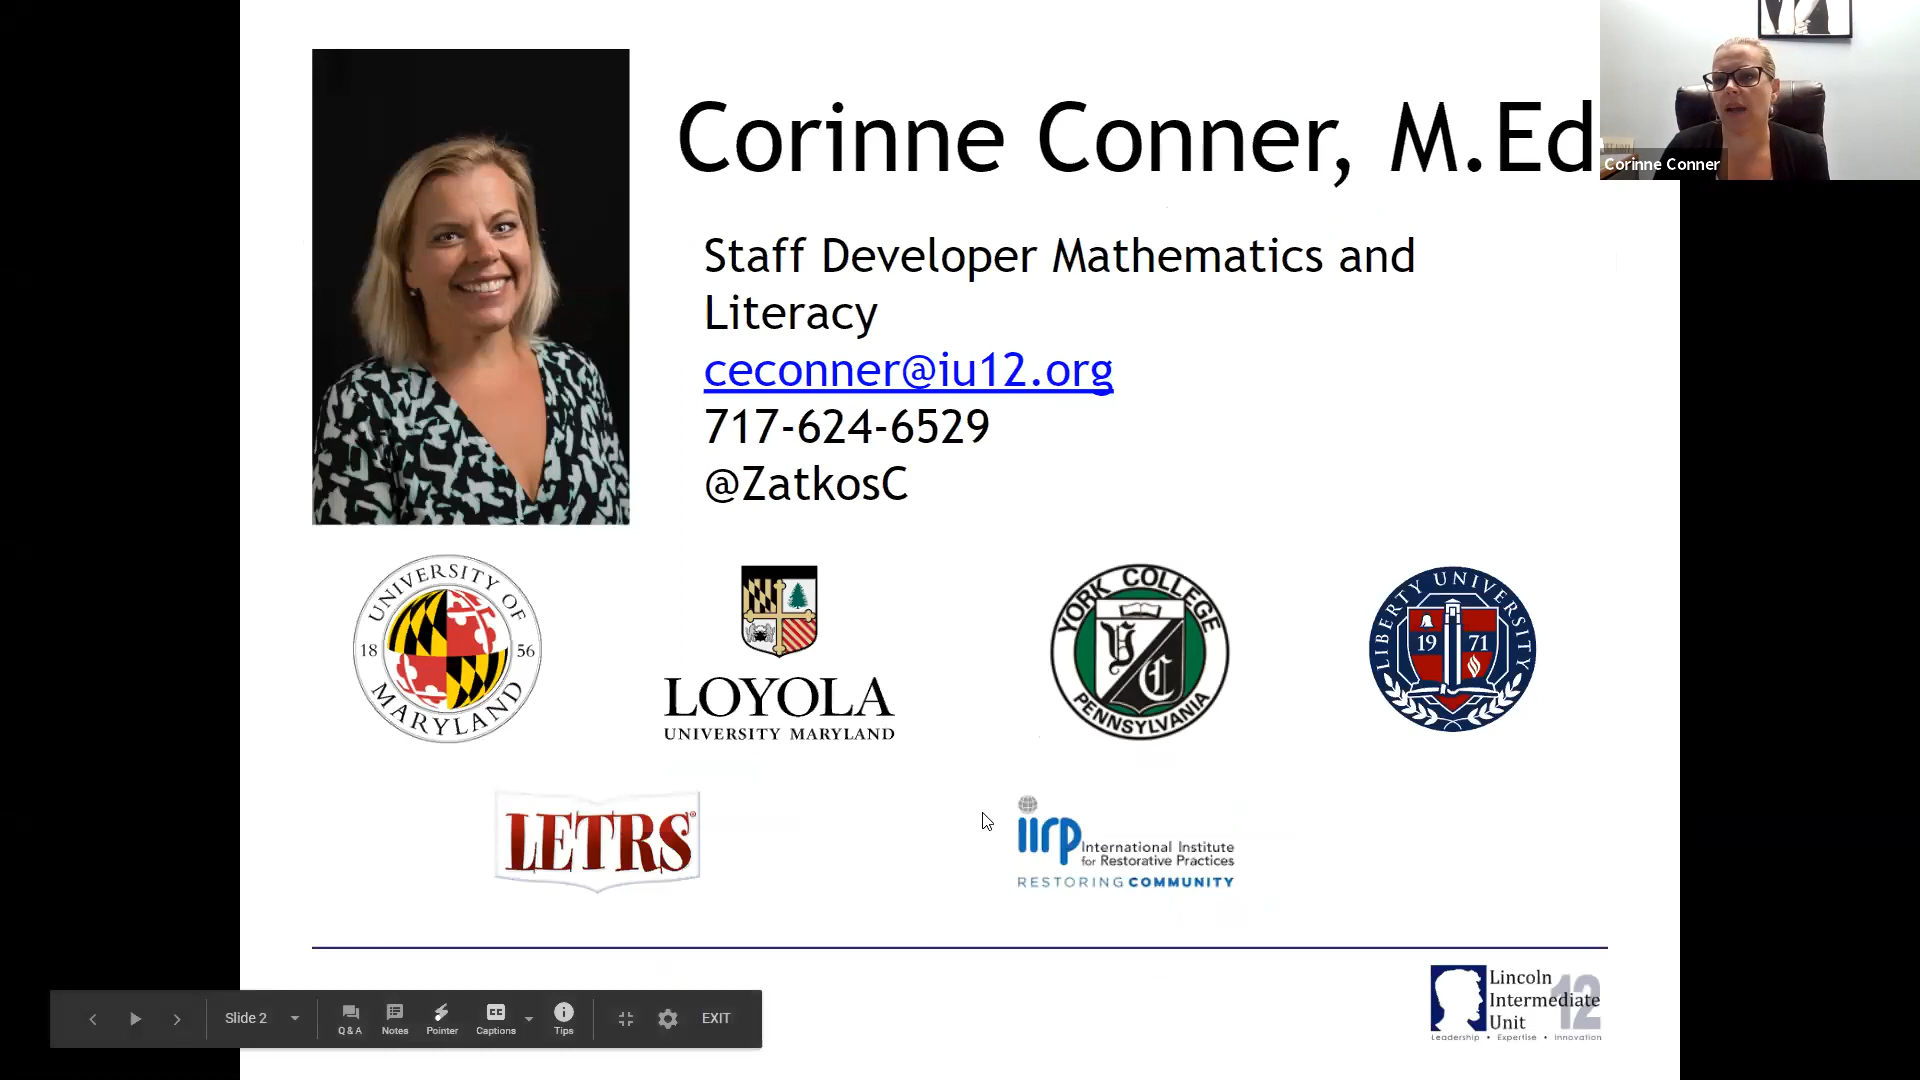 Corinne Conner, M.Ed
Corinne Conner
Staff Developer Mathematics and
Literacy
ceconner@iu12.org
717-624-6529
@ZatkosC
UNIVERSITY OF
18 56
MARYLAND
LOYOLA
UNIVERSITY MARYLAND
YORK COLLEGE
Y
C
PENNSYLVANIA
LIBERTY UNIVERSITY
19 71
LETRS®
iirp International Institute
for Restorative Practices
RESTORING COMMUNITY
Lincoln
Intermediate
Unit
12
Leadership • Expertise • Innovation
Slide 2
Q & A
Notes
Pointer
CC
Captions
Tips
EXIT